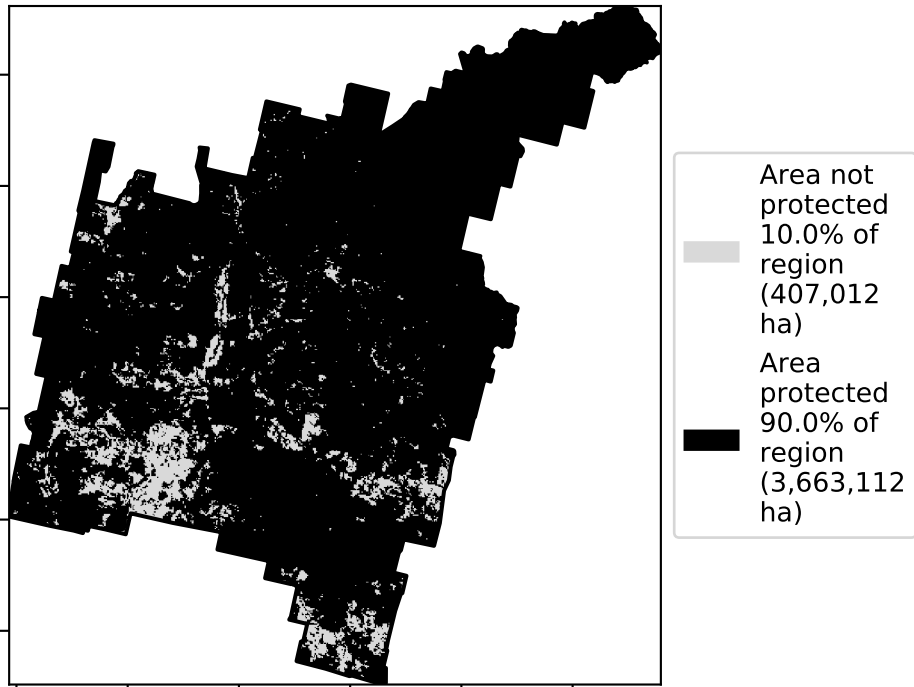 Area not
protected
10.0% of
region
(407,012
ha)
Area
protected
90.0% of
region
(3,663,112
ha)